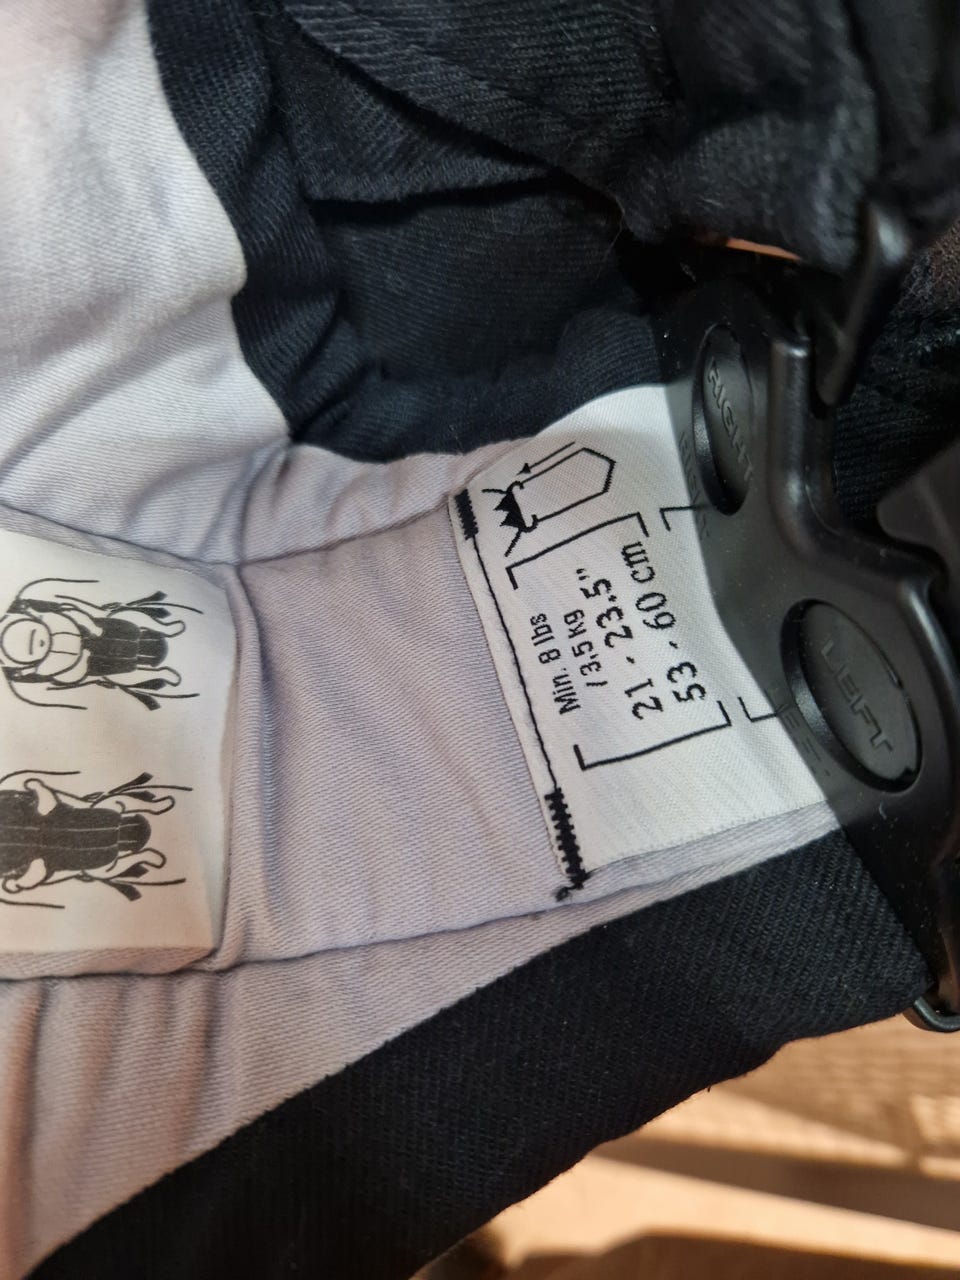 RIGHT
LEFT
Min. 8 lbs
/3,5 kg
21 - 23.5"
53 - 60 cm